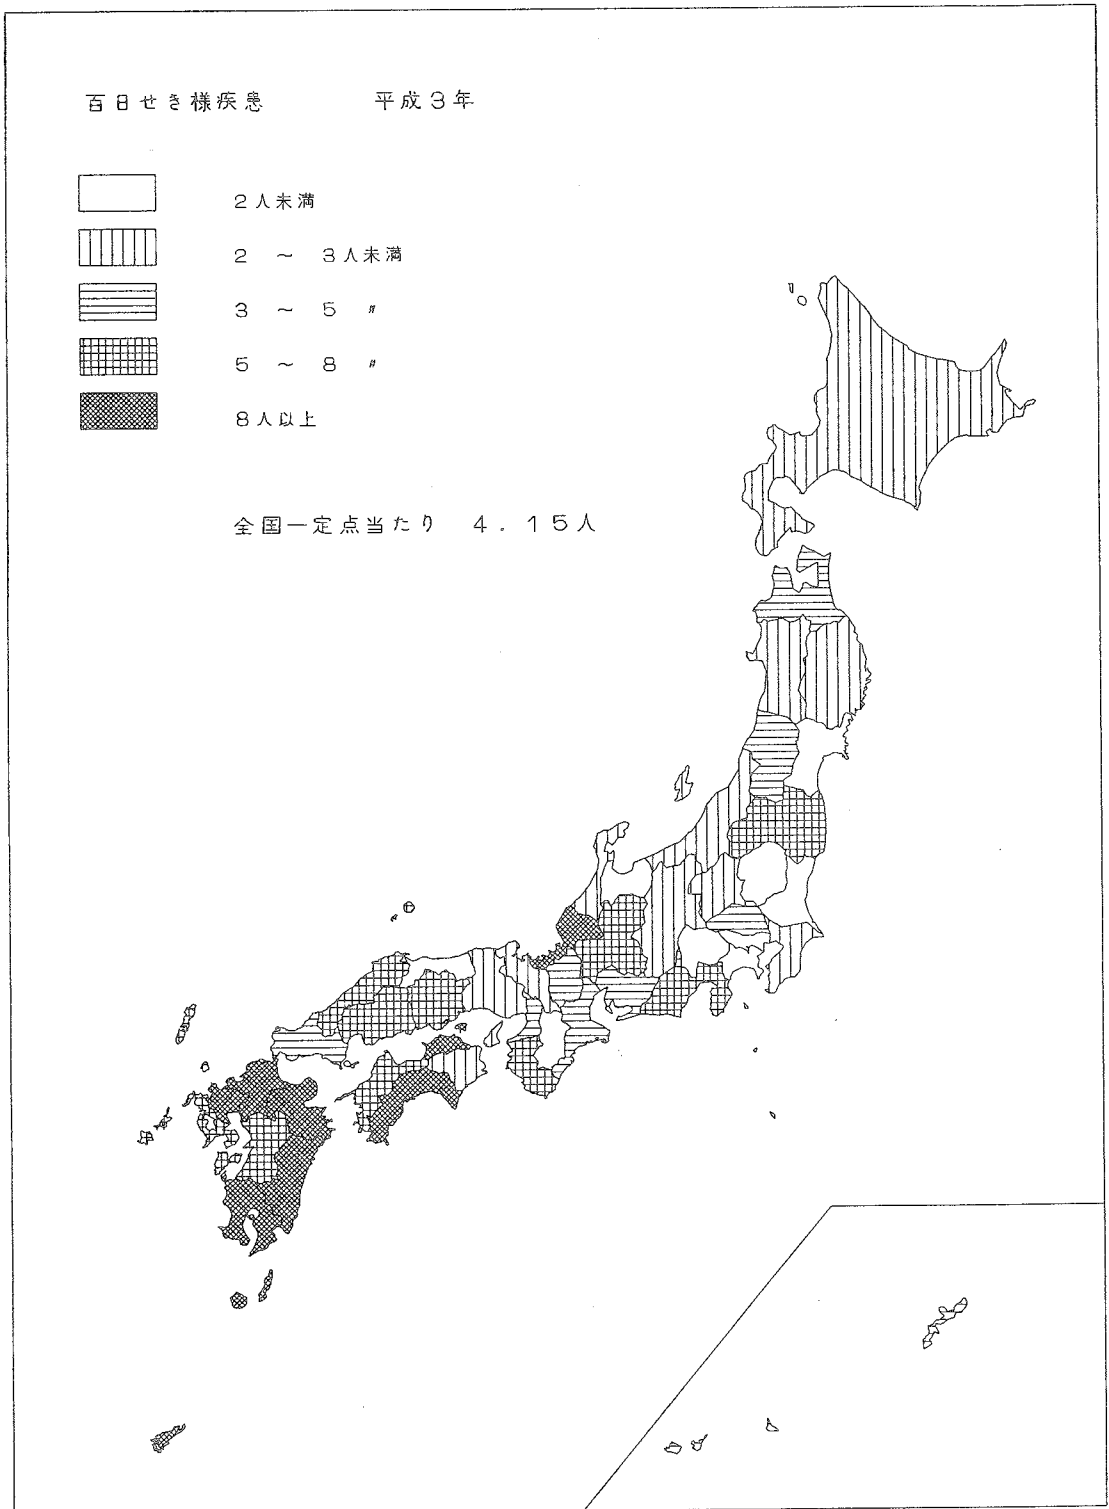 百日せき様疾患　平成3年
2人未満
2 ～ 3人未満
3 ～ 5 〃
5 ～ 8 〃
8人以上
全国一定点当たり 4.15人